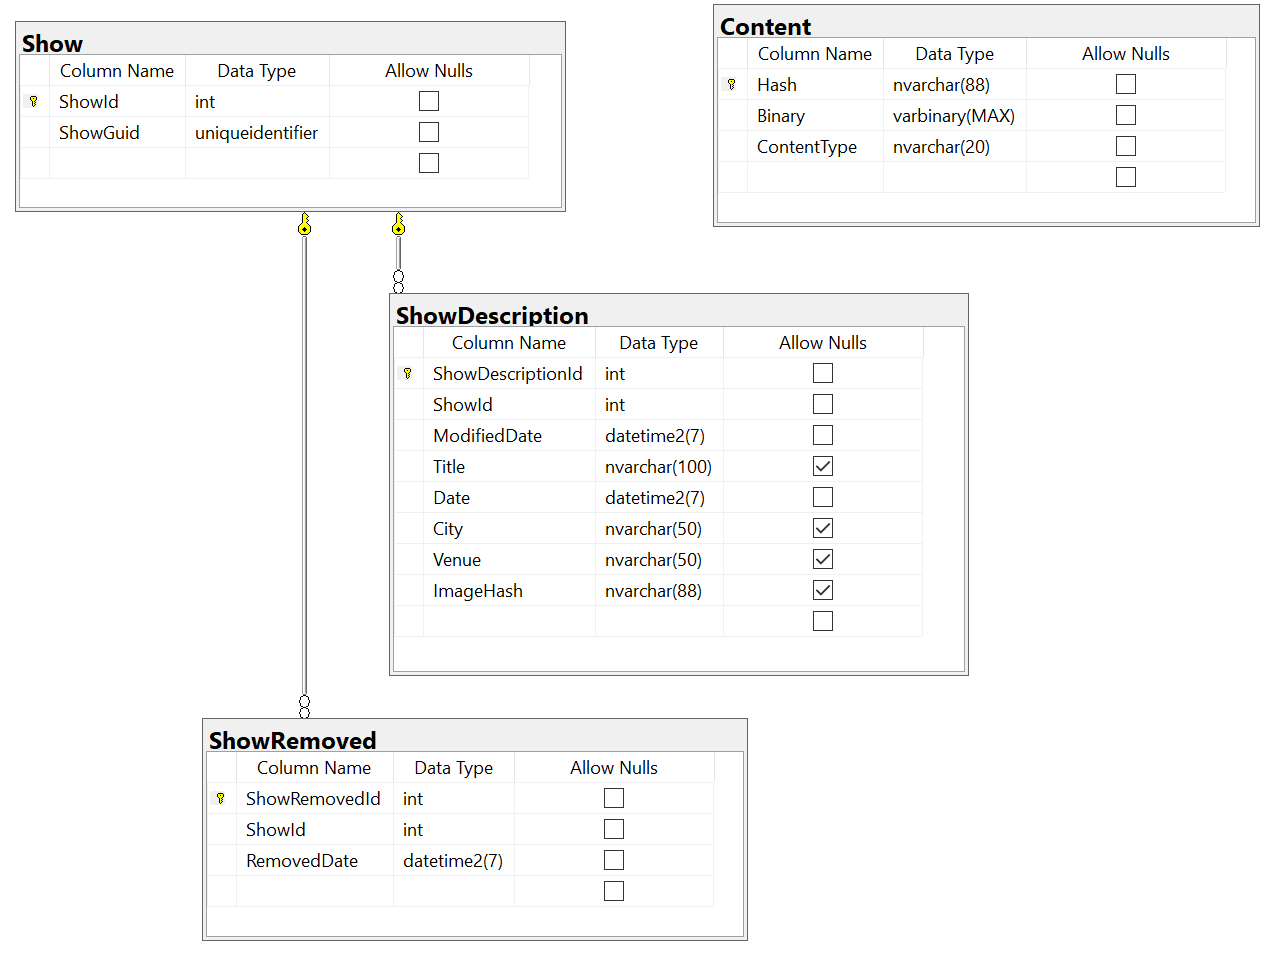 Show
Column Name Data Type Allow Nulls
ShowId int
ShowGuid uniqueidentifier
Content
Column Name Data Type Allow Nulls
Hash nvarchar(88)
Binary varbinary(MAX)
ContentType nvarchar(20)
ShowDescription
Column Name Data Type Allow Nulls
ShowDescriptionId int
ShowId int
ModifiedDate datetime2(7)
Title nvarchar(100)
Date datetime2(7)
City nvarchar(50)
Venue nvarchar(50)
ImageHash nvarchar(88)
ShowRemoved
Column Name Data Type Allow Nulls
ShowRemovedId int
ShowId int
RemovedDate datetime2(7)